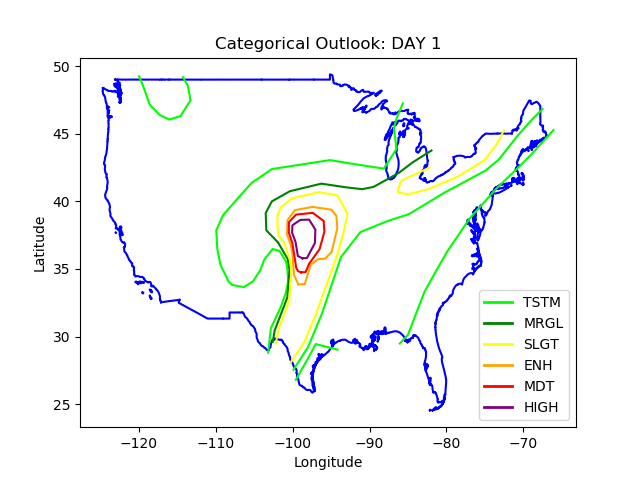 Categorical Outlook: DAY 1
50
45
40
35
30
25
Latitude
−120
−110
−100
−90
−80
−70
Longitude
TSTM
MRGL
SLGT
ENH
MDT
HIGH